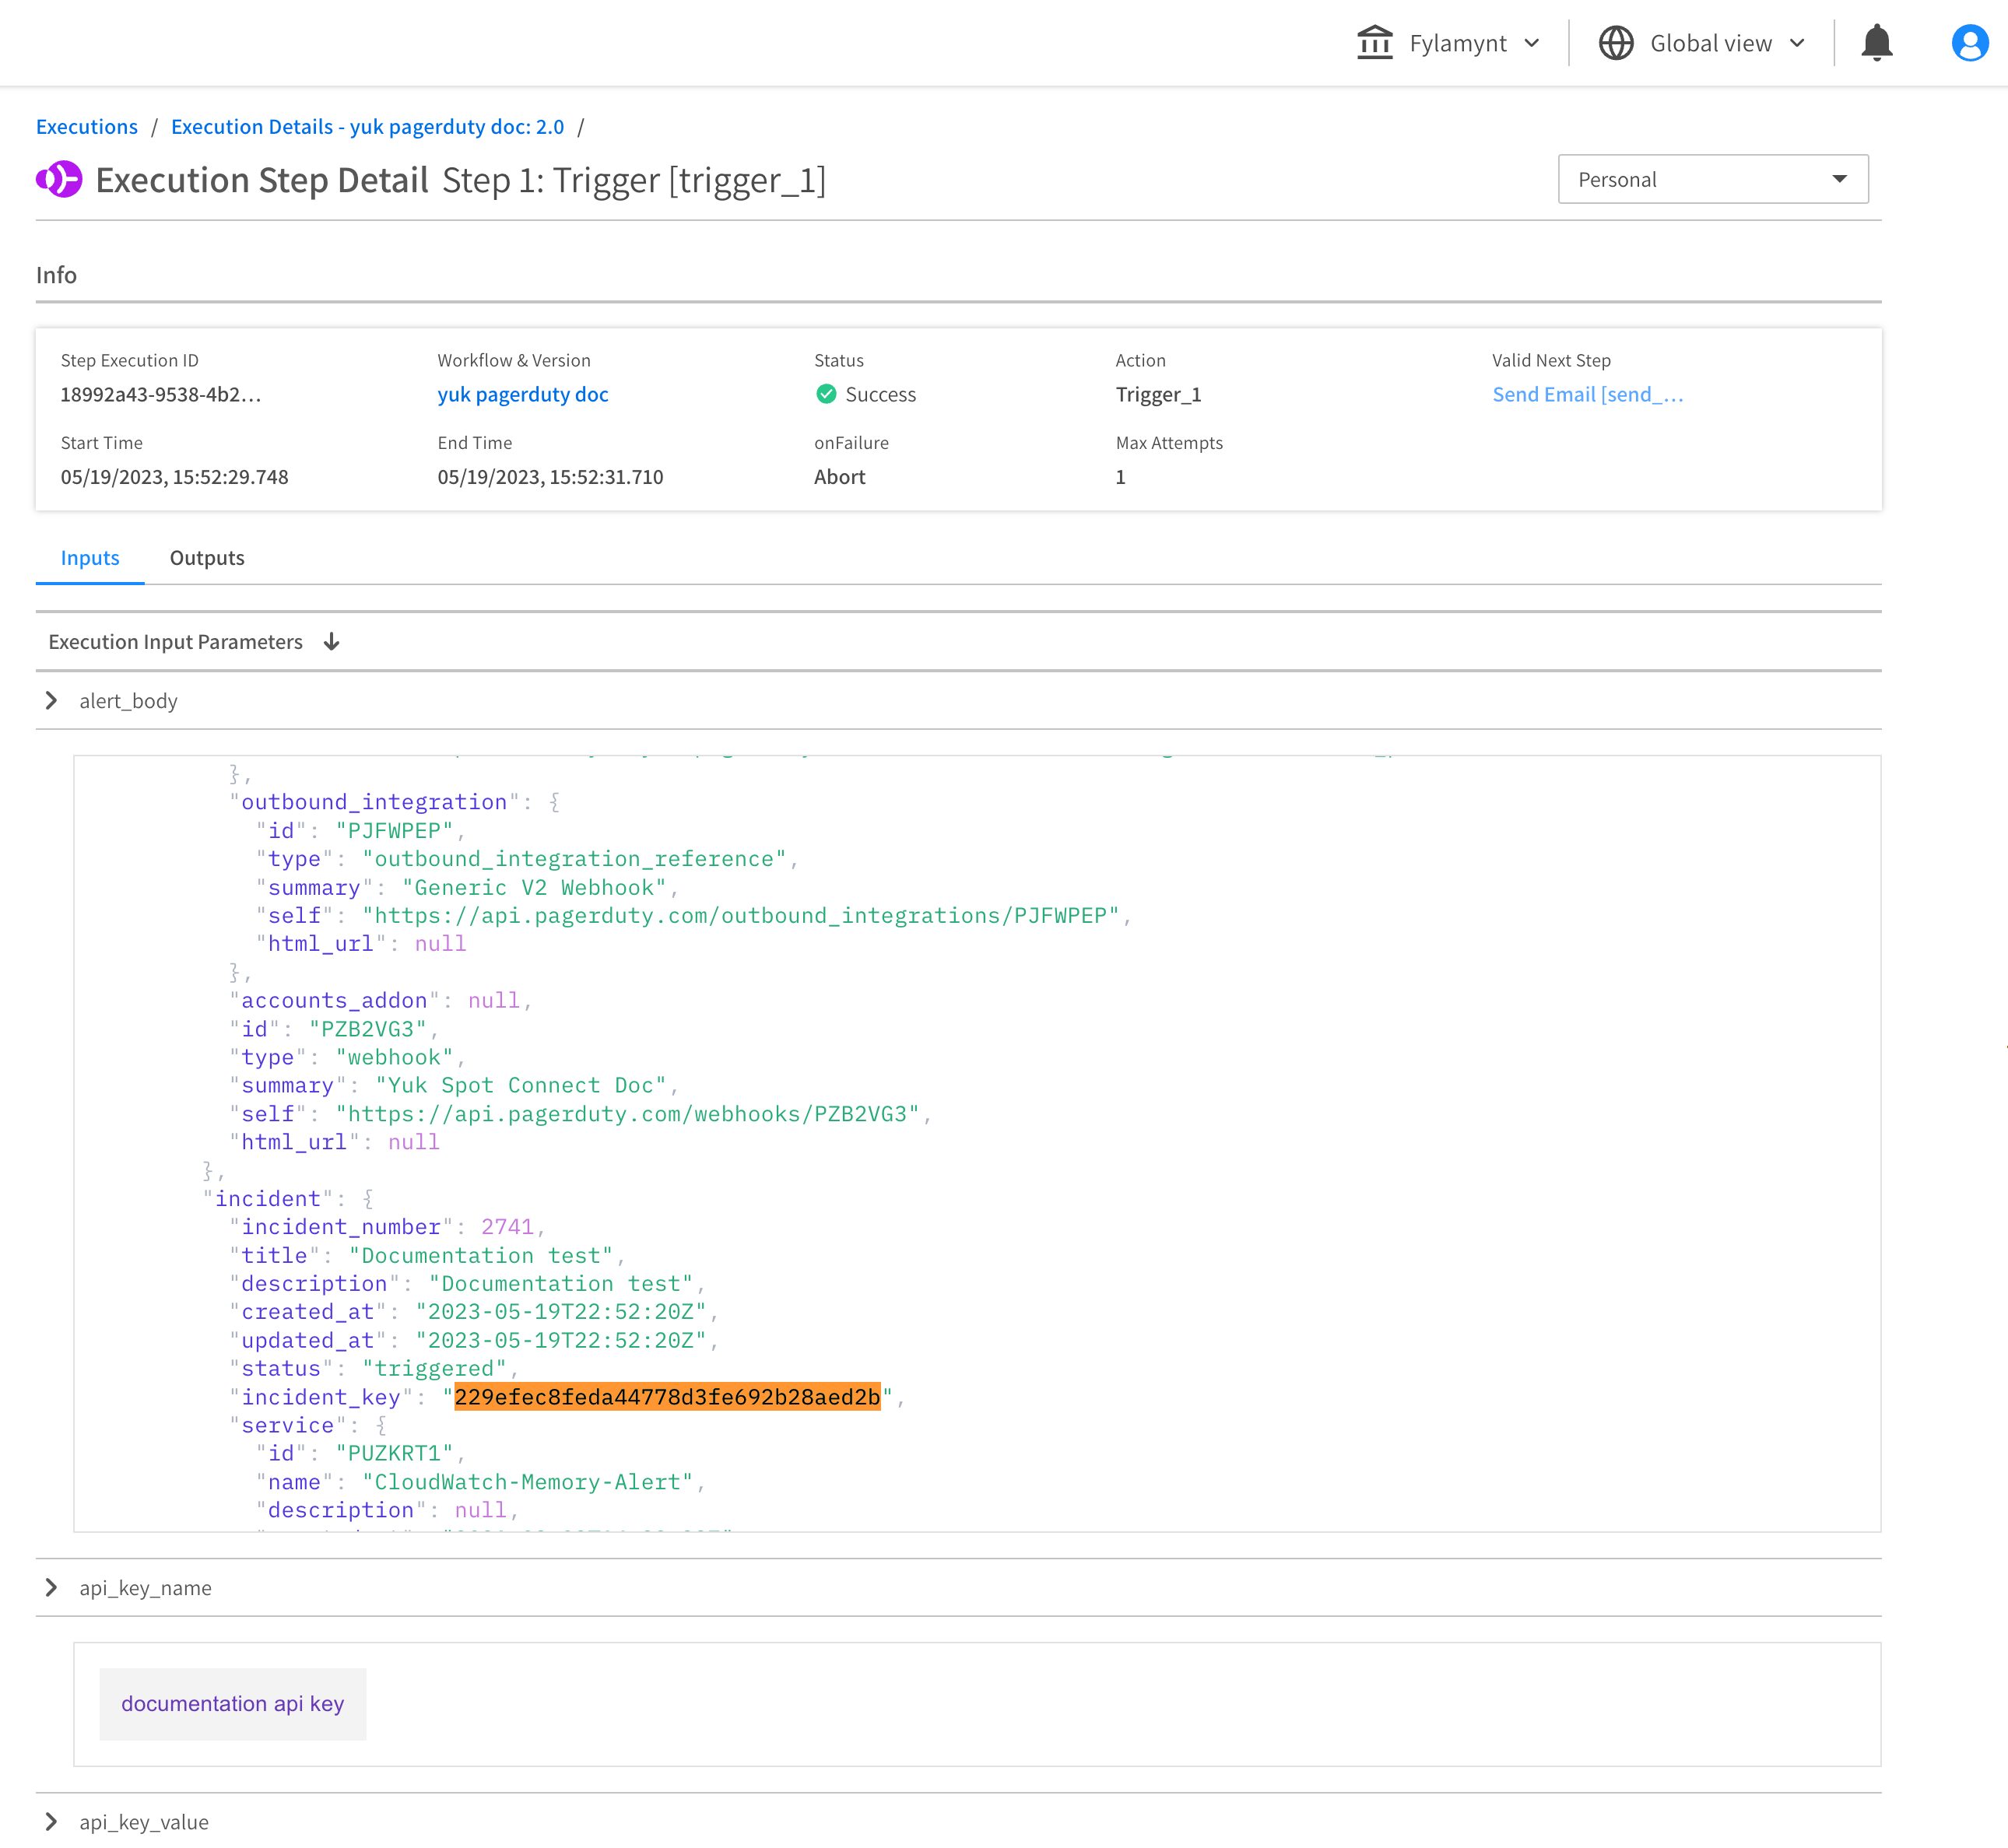 Fylamynt
Global view
Executions / Execution Details - yuk pagerduty doc: 2.0 /
Execution Step Detail Step 1: Trigger [trigger_1]
Personal
Info
Step Execution ID
Workflow & Version
Status
Action
Valid Next Step
18992a43-9538-4b2...
yuk pagerduty doc
Success
Trigger_1
Send Email [send_...
Start Time
End Time
onFailure
Max Attempts
05/19/2023, 15:52:29.748
05/19/2023, 15:52:31.710
Abort
1
Inputs
Outputs
Execution Input Parameters
alert_body
},
"outbound_integration": {
"id": "PJFWPEP",
"type": "outbound_integration_reference",
"summary": "Generic V2 Webhook",
"self": "https://api.pagerduty.com/outbound_integrations/PJFWPEP",
"html_url": null
},
"accounts_addon": null,
"id": "PZB2VG3",
"type": "webhook",
"summary": "Yuk Spot Connect Doc",
"self": "https://api.pagerduty.com/webhooks/PZB2VG3",
"html_url": null
},
"incident": {
"incident_number": 2741,
"title": "Documentation test",
"description": "Documentation test",
"created_at": "2023-05-19T22:52:20Z",
"updated_at": "2023-05-19T22:52:20Z",
"status": "triggered",
"incident_key": "229efec8feda44778d3fe692b28aed2b",
"service": {
"id": "PUZKRT1",
"name": "CloudWatch-Memory-Alert",
"description": null,
api_key_name
documentation api key
api_key_value